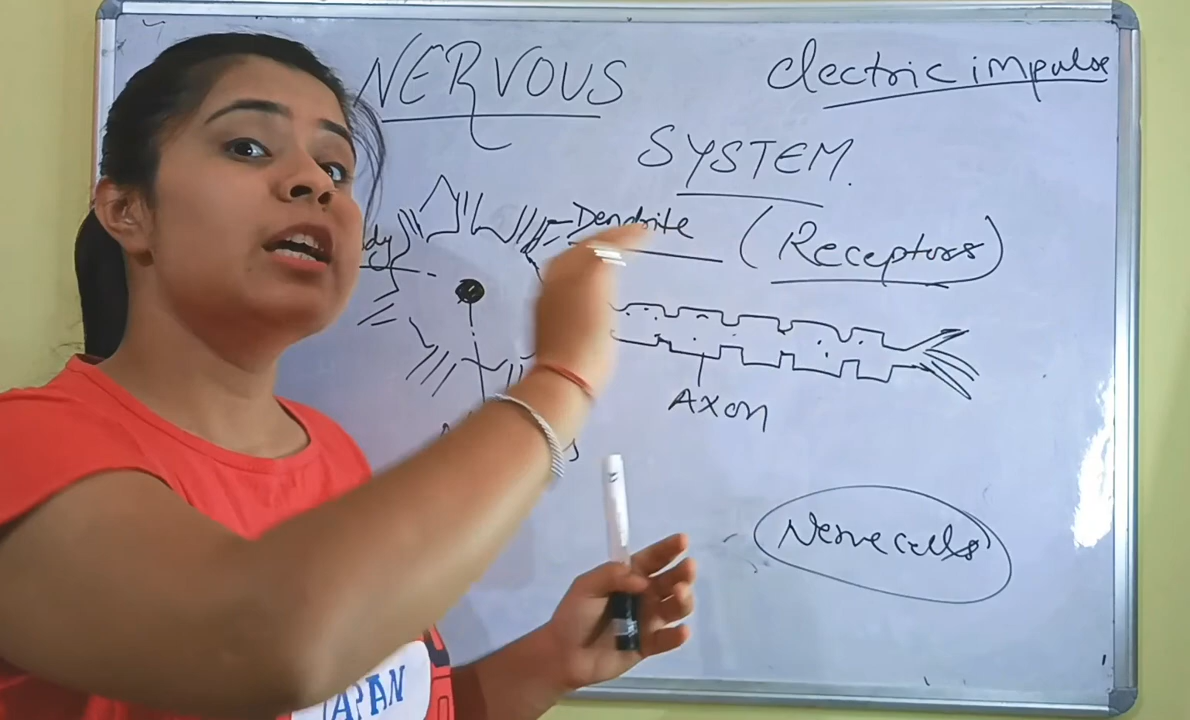 NERVOUS
electric impulse
SYSTEM.
Dendrite
(Receptors)
Axon
Nerve cells
JAPAN